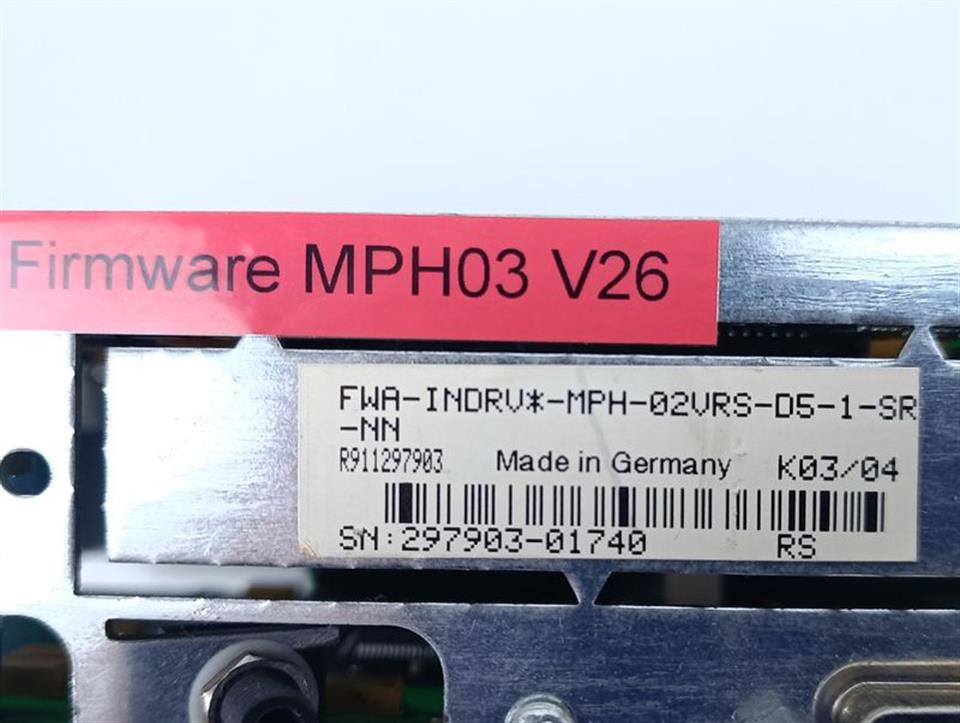 Firmware MPH03 V26
FWA-INDRV*-MPH-02VRS-D5-1-SR
-NN
R911297903 Made in Germany K03/04
SN:297903-01740 RS